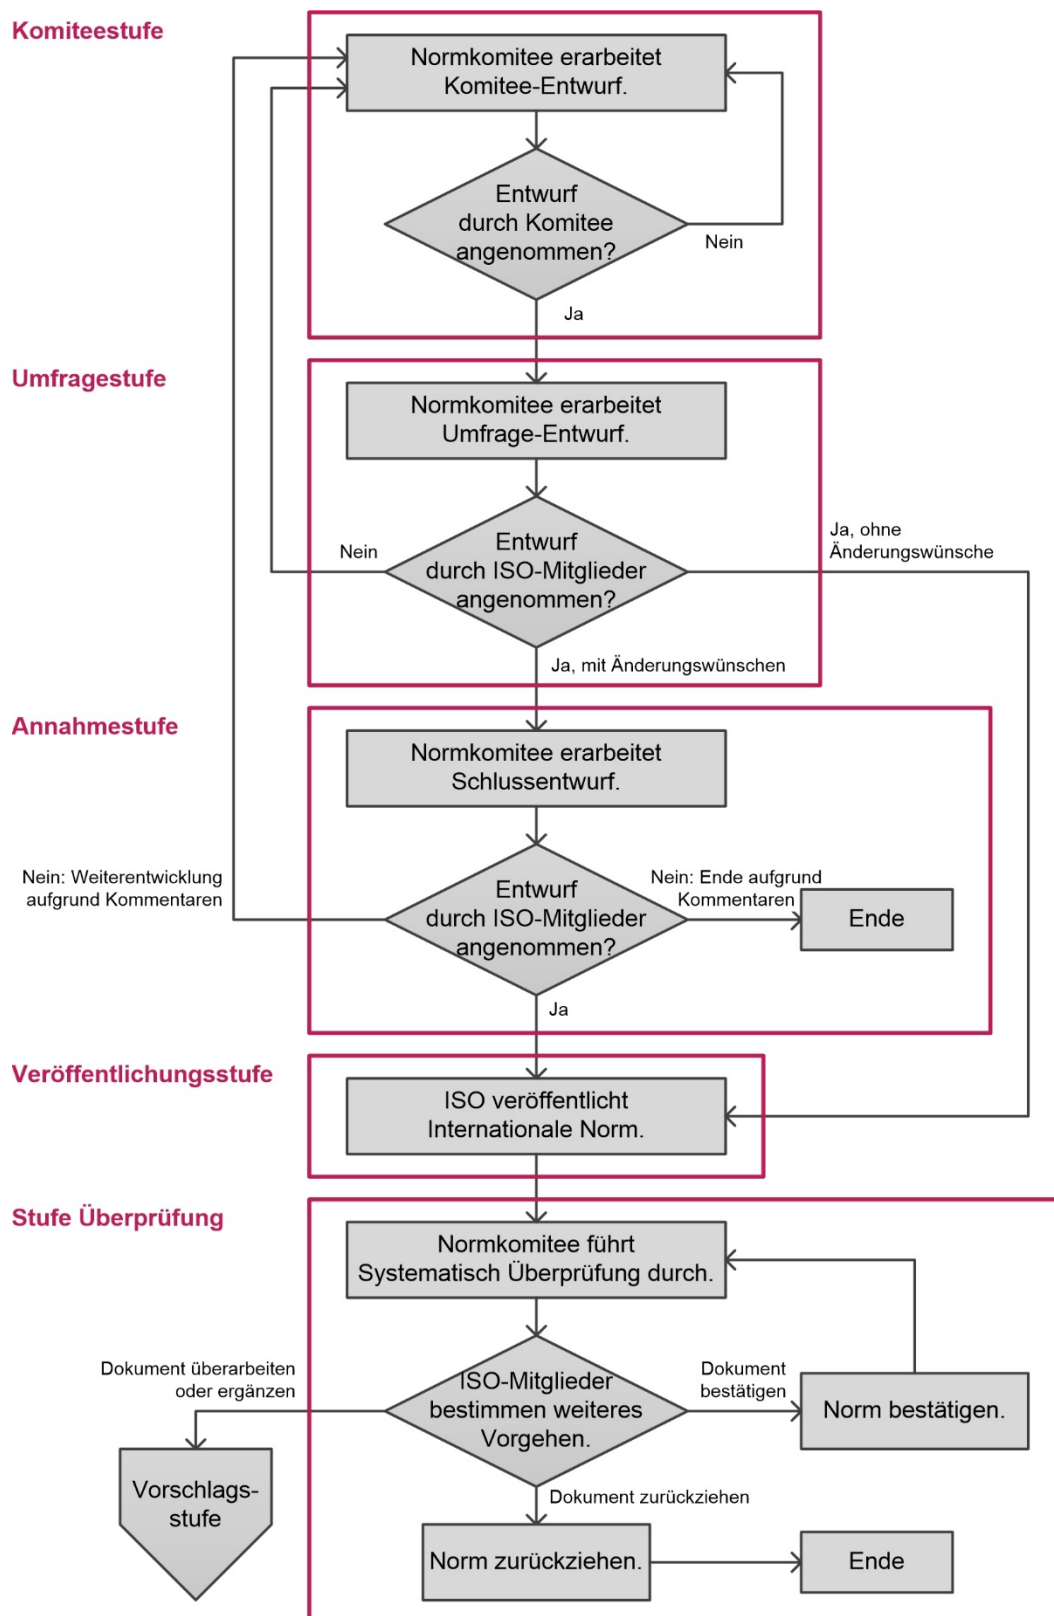 Komiteestufe
Normkomitee erarbeitet
Komitee-Entwurf.
Entwurf
durch Komitee
angenommen?
Nein
Ja
Umfragestufe
Normkomitee erarbeitet
Umfrage-Entwurf.
Nein
Entwurf
durch ISO-Mitglieder
angenommen?
Ja, ohne
Änderungswünsche
Ja, mit Änderungswünschen
Annahmestufe
Normkomitee erarbeitet
Schlussentwurf.
Nein: Weiterentwicklung
aufgrund Kommentaren
Entwurf
durch ISO-Mitglieder
angenommen?
Nein: Ende aufgrund
Kommentaren
Ende
Ja
Veröffentlichungsstufe
ISO veröffentlicht
Internationale Norm.
Stufe Überprüfung
Normkomitee führt
Systematisch Überprüfung durch.
Dokument überarbeiten
oder ergänzen
ISO-Mitglieder
bestimmen weiteres
Vorgehen.
Dokument
bestätigen
Norm bestätigen.
Vorschlags-
stufe
Dokument zurückziehen
Norm zurückziehen.
Ende